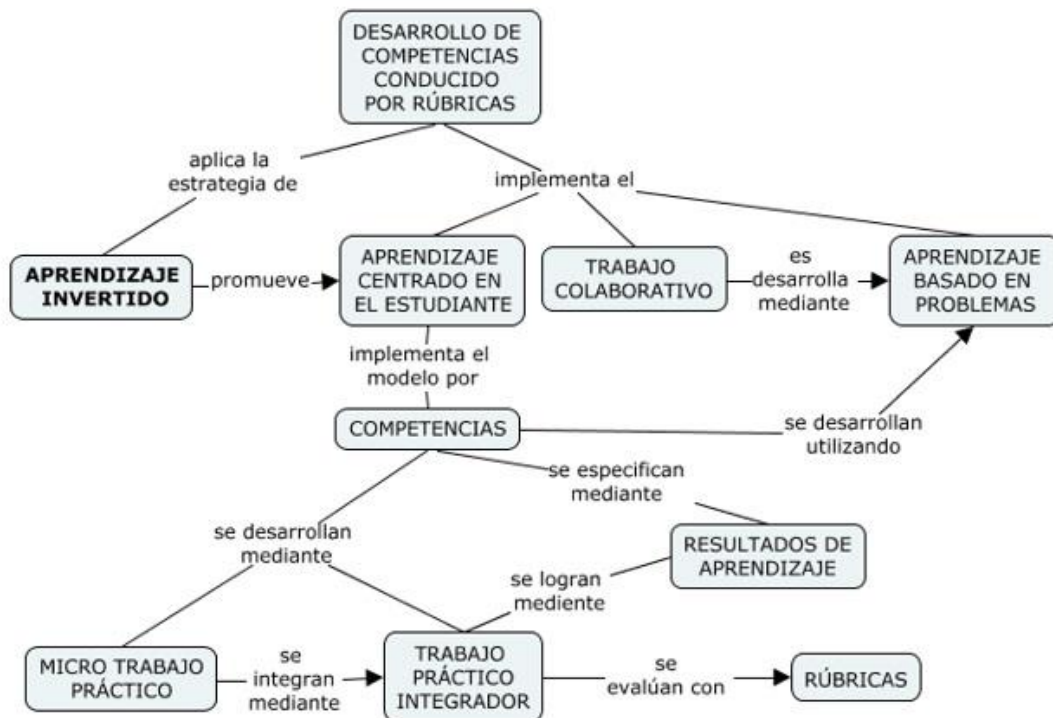 DESARROLLO DE
COMPETENCIAS
CONDUCIDO
POR RÚBRICAS
aplica la
estrategia de
implementa el
APRENDIZAJE
INVERTIDO
promueve
APRENDIZAJE
CENTRADO EN
EL ESTUDIANTE
TRABAJO
COLABORATIVO
es
desarrolla
mediante
APRENDIZAJE
BASADO EN
PROBLEMAS
implementa el
modelo por
COMPETENCIAS
se desarrollan
utilizando
se especifican
mediante
se desarrollan
mediante
RESULTADOS DE
APRENDIZAJE
se logran
mediente
MICRO TRABAJO
PRÁCTICO
se
integran
mediante
TRABAJO
PRÁCTICO
INTEGRADOR
se
evalúan con
RÚBRICAS